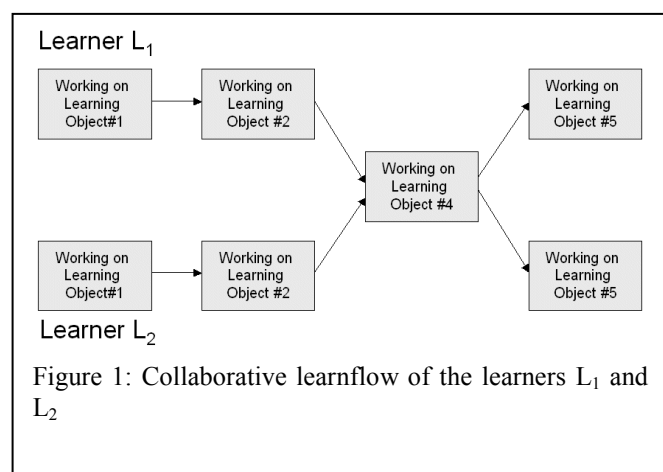 Learner L₁
Working on
Learning
Object#1
Working on
Learning
Object #2
Working on
Learning
Object #5
Working on
Learning
Object #4
Working on
Learning
Object#1
Working on
Learning
Object #2
Working on
Learning
Object #5
Learner L₂
Figure 1: Collaborative learnflow of the learners L₁ and
L₂